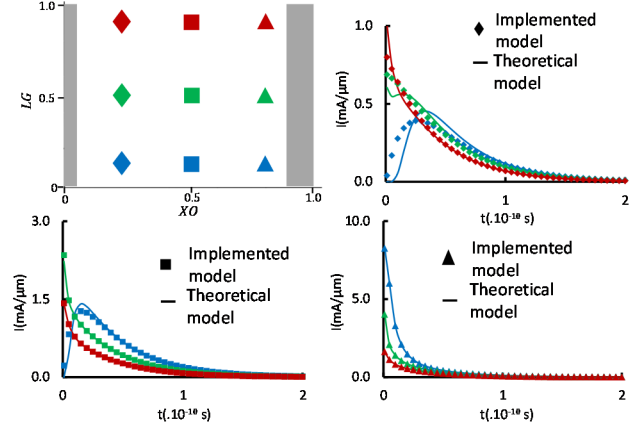 1.0
LG
0.5
0
0
0.5
1.0
XO
1.0
I(mA/μm)
0.5
0.0
0
1
2
t(.10⁻¹⁰ s)
Implemented
model
Theoretical
model
3.0
I(mA/μm)
1.5
0.0
0
1
2
t(.10⁻¹⁰ s)
Implemented
model
Theoretical
model
10.0
I(mA/μm)
5.0
0.0
0
1
2
t(.10⁻¹⁰ s)
Implemented
model
Theoretical
model